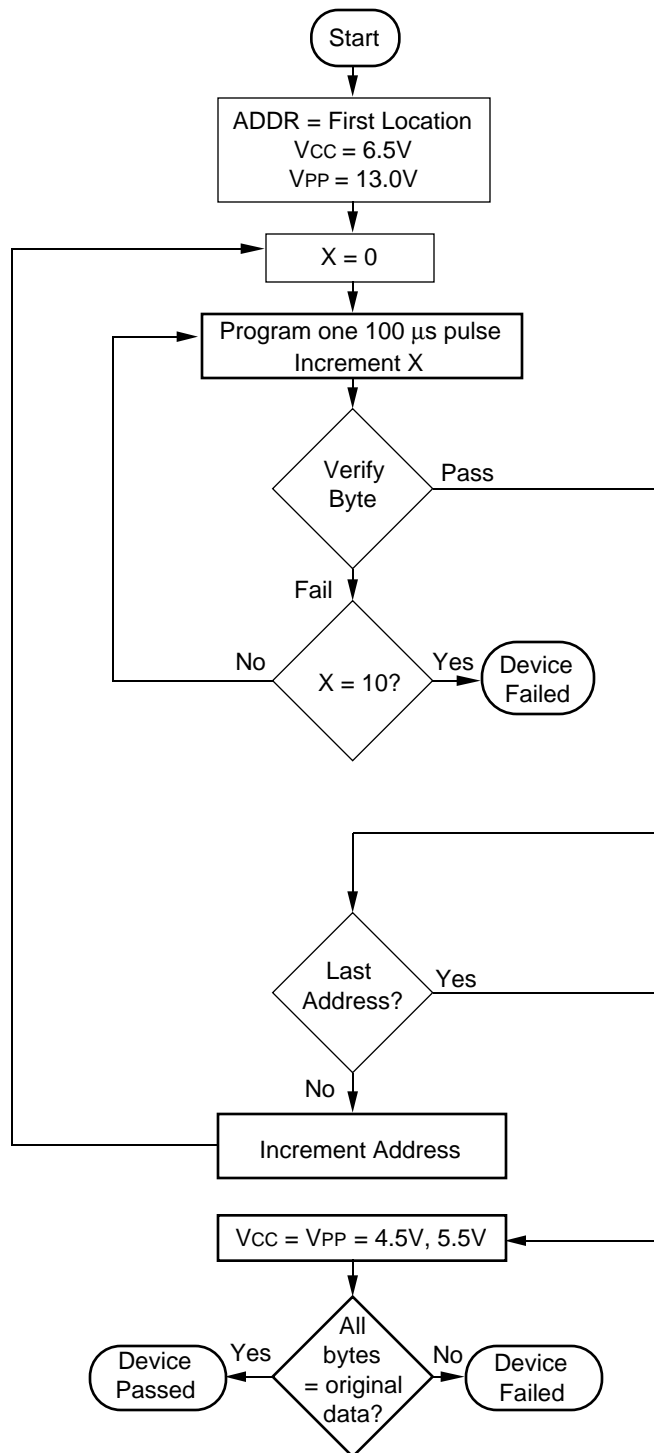 Start
ADDR = First Location
VCC = 6.5V
VPP = 13.0V
X = 0
Program one 100 µs pulse
Increment X
Verify
Byte
Pass
Fail
No
X = 10?
Yes
Device
Failed
Last
Address?
Yes
No
Increment Address
VCC = VPP = 4.5V, 5.5V
Device
Passed
Yes
All
bytes
= original
data?
No
Device
Failed